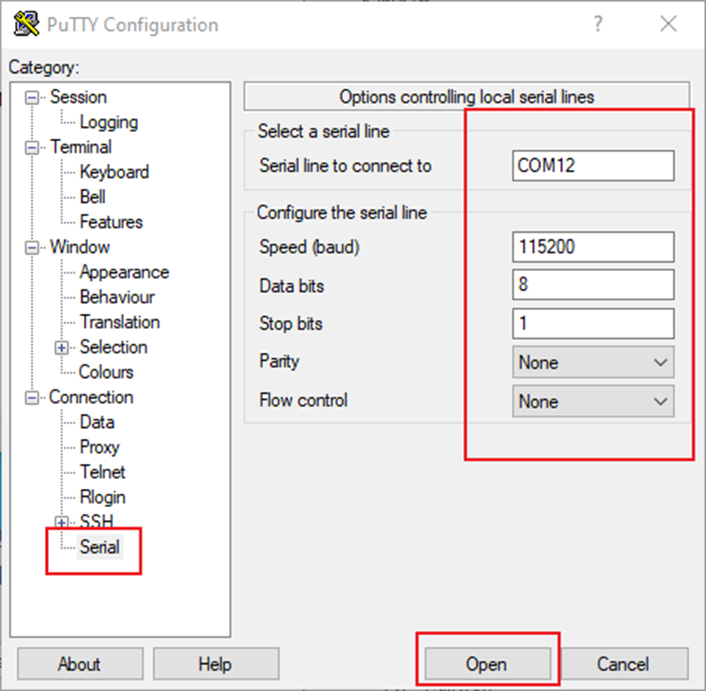 PuTTY Configuration
?
Category:
Session
Logging
Terminal
Keyboard
Bell
Features
Window
Appearance
Behaviour
Translation
Selection
Colours
Connection
Data
Proxy
Telnet
Rlogin
SSH
Serial
Options controlling local serial lines
Select a serial line
Serial line to connect to COM12
Configure the serial line
Speed (baud) 115200
Data bits 8
Stop bits 1
Parity None
Flow control None
About Help Open Cancel